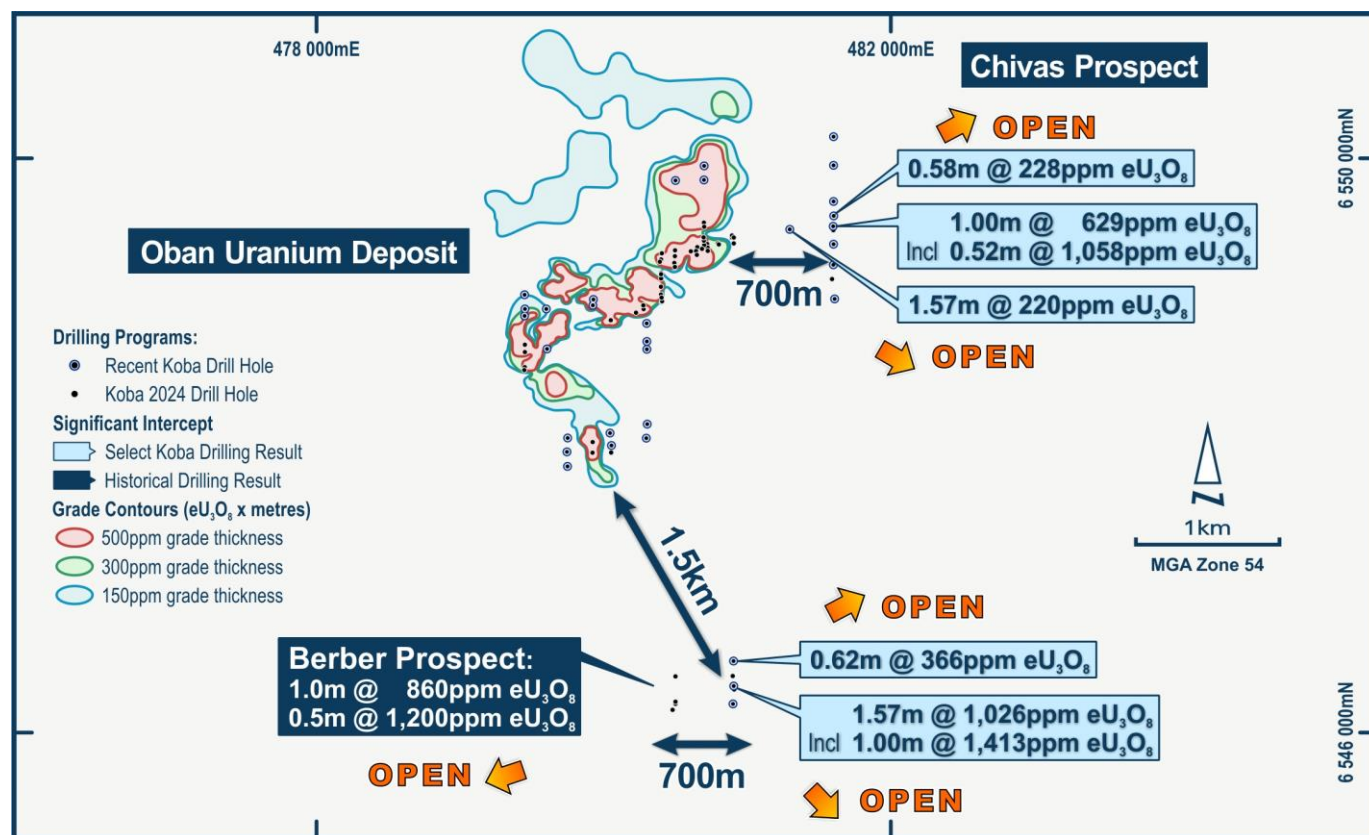 478 000mE
482 000mE
Chivas Prospect
OPEN
6 550 000mN
0.58m @ 228ppm eU₃O₈
1.00m @ 629ppm eU₃O₈
Incl 0.52m @ 1,058ppm eU₃O₈
1.57m @ 220ppm eU₃O₈
700m
OPEN
Oban Uranium Deposit
Drilling Programs:
Recent Koba Drill Hole
Koba 2024 Drill Hole
Significant Intercept
Select Koba Drilling Result
Historical Drilling Result
Grade Contours (eU₃O₈ x metres)
500ppm grade thickness
300ppm grade thickness
150ppm grade thickness
N
1km
MGA Zone 54
1.5km
OPEN
Berber Prospect:
1.0m @ 860ppm eU₃O₈
0.5m @ 1,200ppm eU₃O₈
0.62m @ 366ppm eU₃O₈
1.57m @ 1,026ppm eU₃O₈
Incl 1.00m @ 1,413ppm eU₃O₈
6 546 000mN
700m
OPEN
OPEN